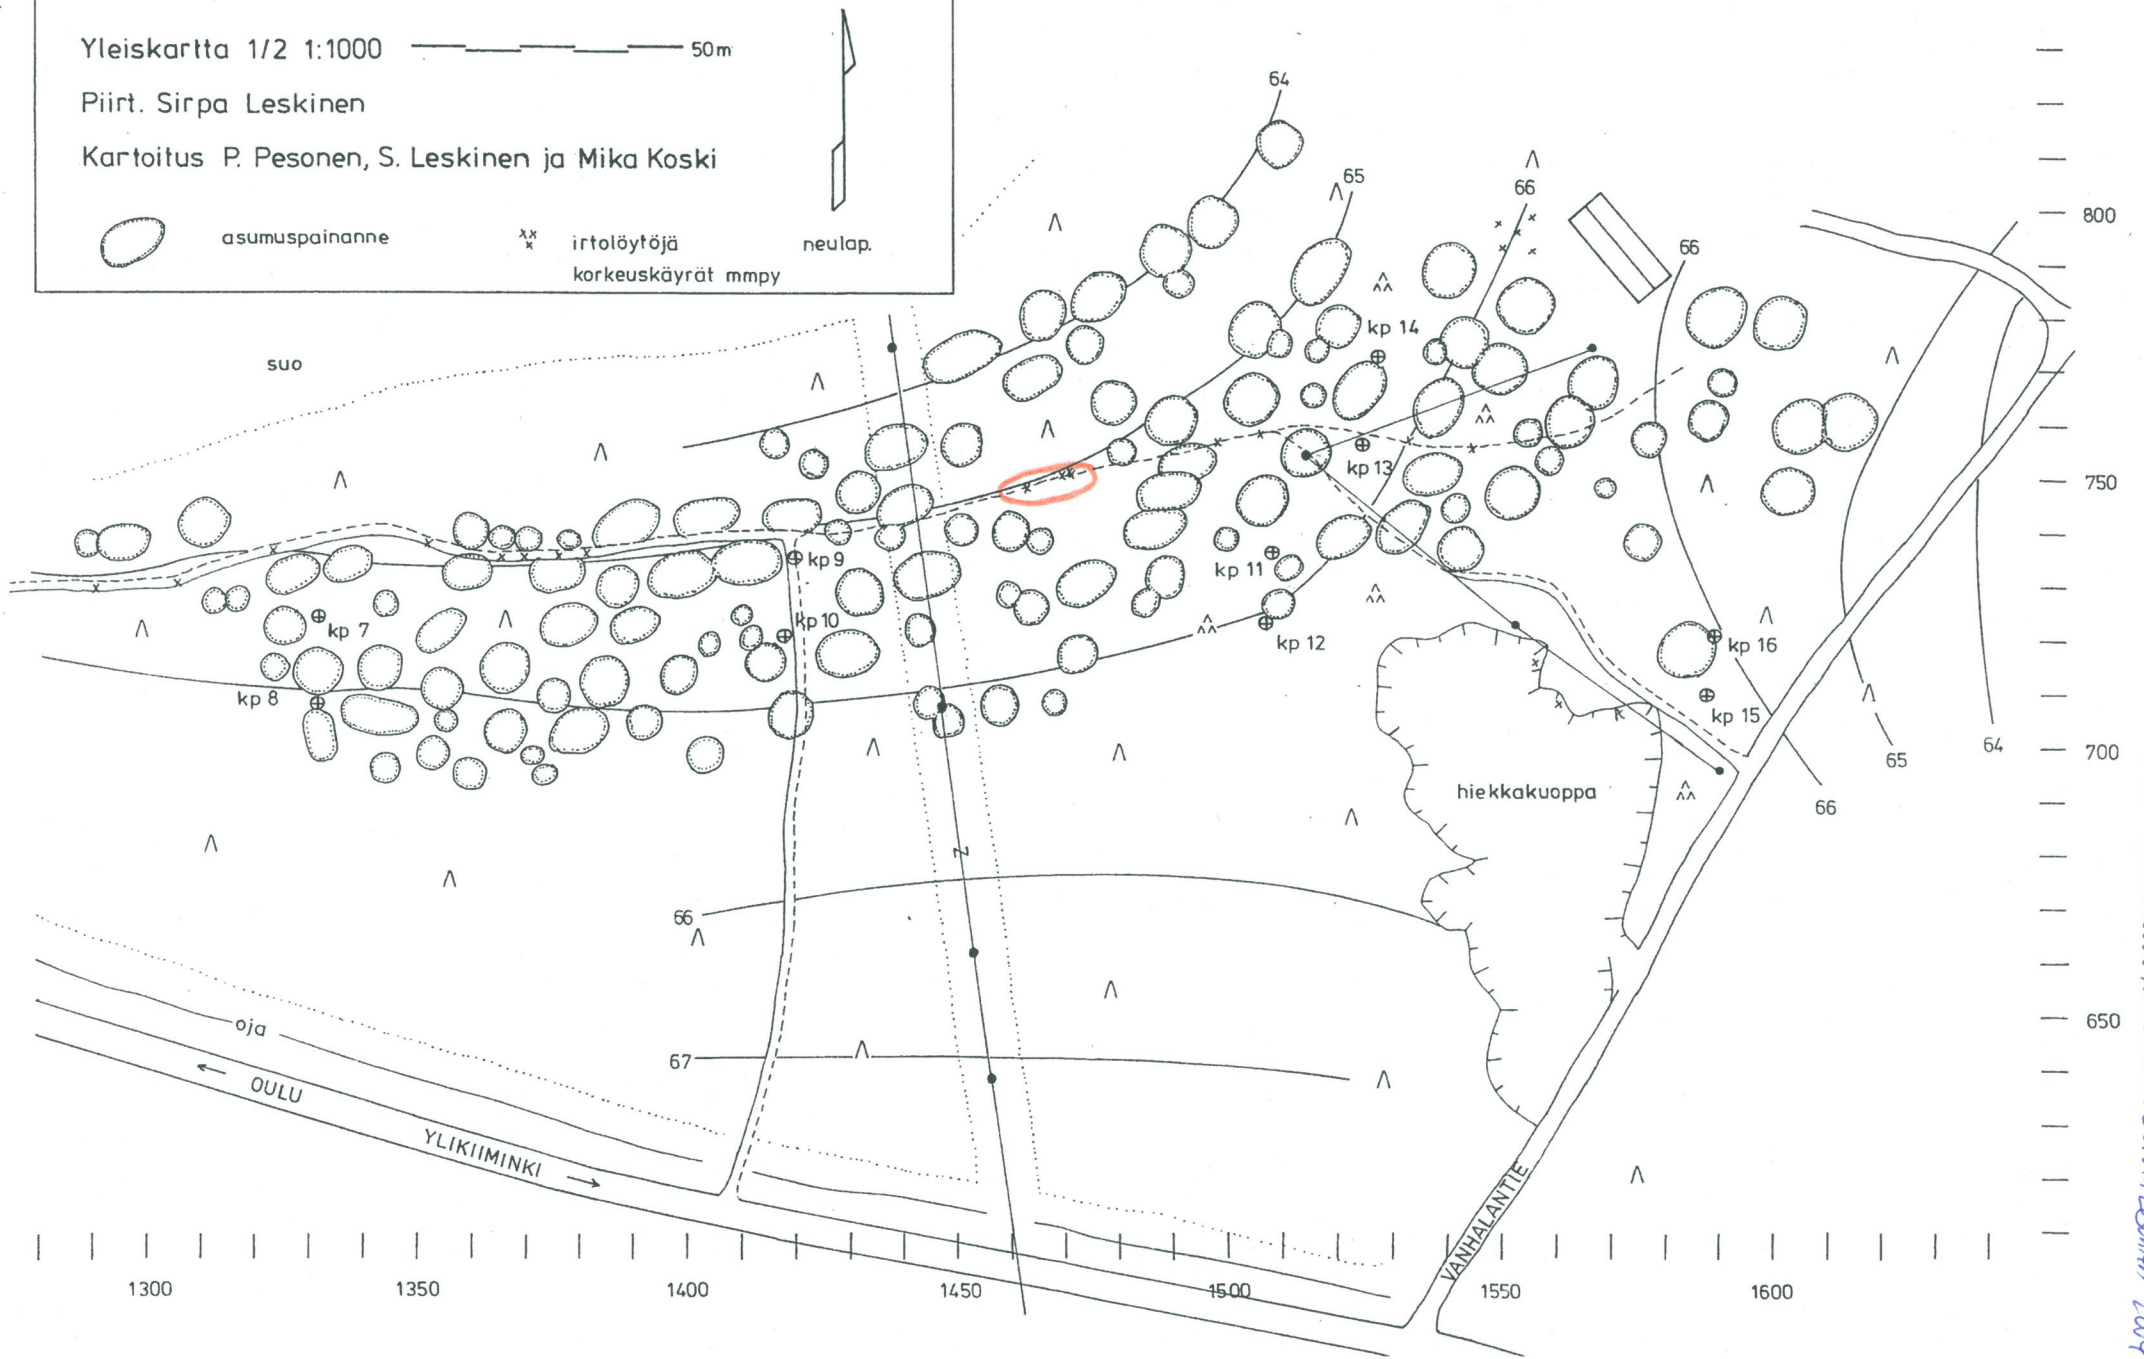 Yleiskartta 1/2 1:1000 50m
Piirt. Sirpa Leskinen
Kartoitus P. Pesonen, S. Leskinen ja Mika Koski
asumuspainanne
irtolöytöjä
korkeuskäyrät mmpy
neulap.
64
65
66
66
800
suo
kp 14
750
kp 13
kp 9
kp 11
kp 10
kp 7
kp 12
kp 16
kp 8
kp 15
700
65
64
66
hiekkakuoppa
Z
66
oja
650
67
← OULU
YLIKIIMINKI →
VANHALANTIE
1300 1350 1400 1450 1500 1550 1600